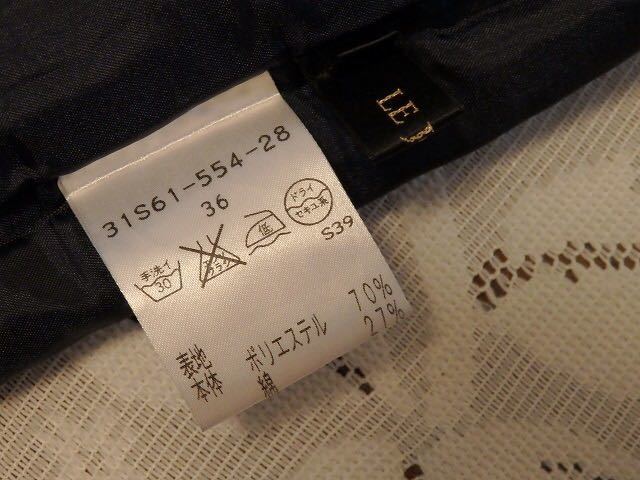 LE
31S61-554-28
36
手洗イ
30
低
ドライ
セキユ系
S39
表地
本体
ポリエステル 70%
綿 27%